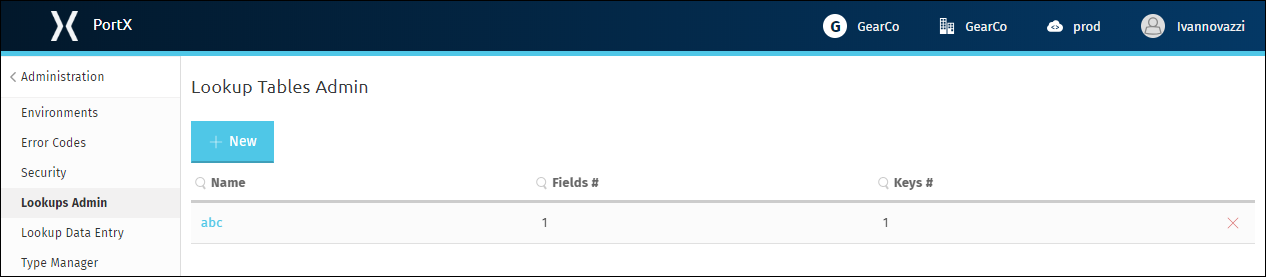 PortX
G GearCo
GearCo
prod
Ivannovazzi
Administration
Environments
Error Codes
Security
Lookups Admin
Lookup Data Entry
Type Manager
Lookup Tables Admin
New
Name Fields # Keys #
abc 1 1